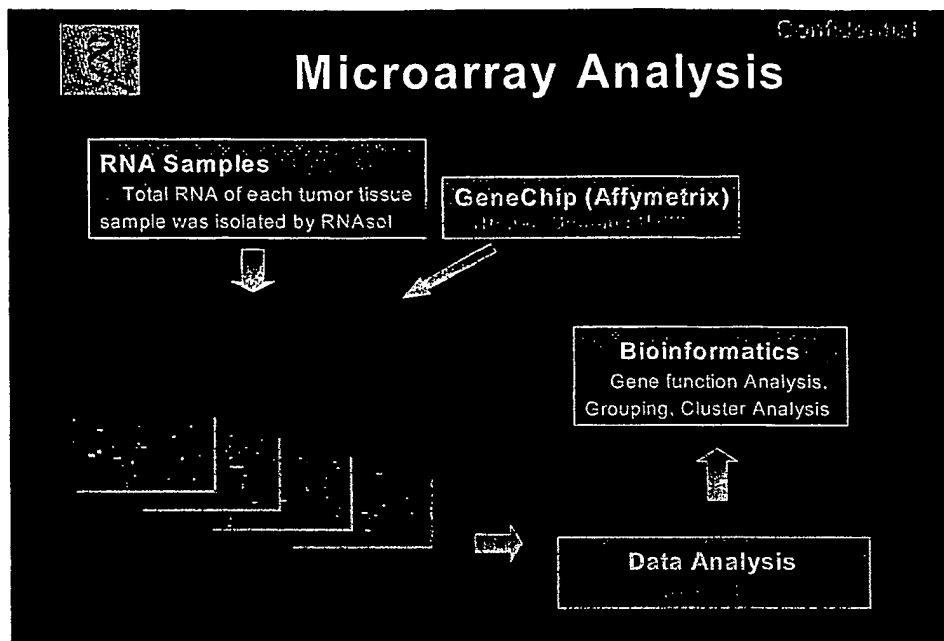 Confidential
Microarray Analysis
RNA Samples
Total RNA of each tumor tissue
sample was isolated by RNAsol
GeneChip (Affymetrix)
Bioinformatics
Gene function Analysis,
Grouping, Cluster Analysis
Data Analysis